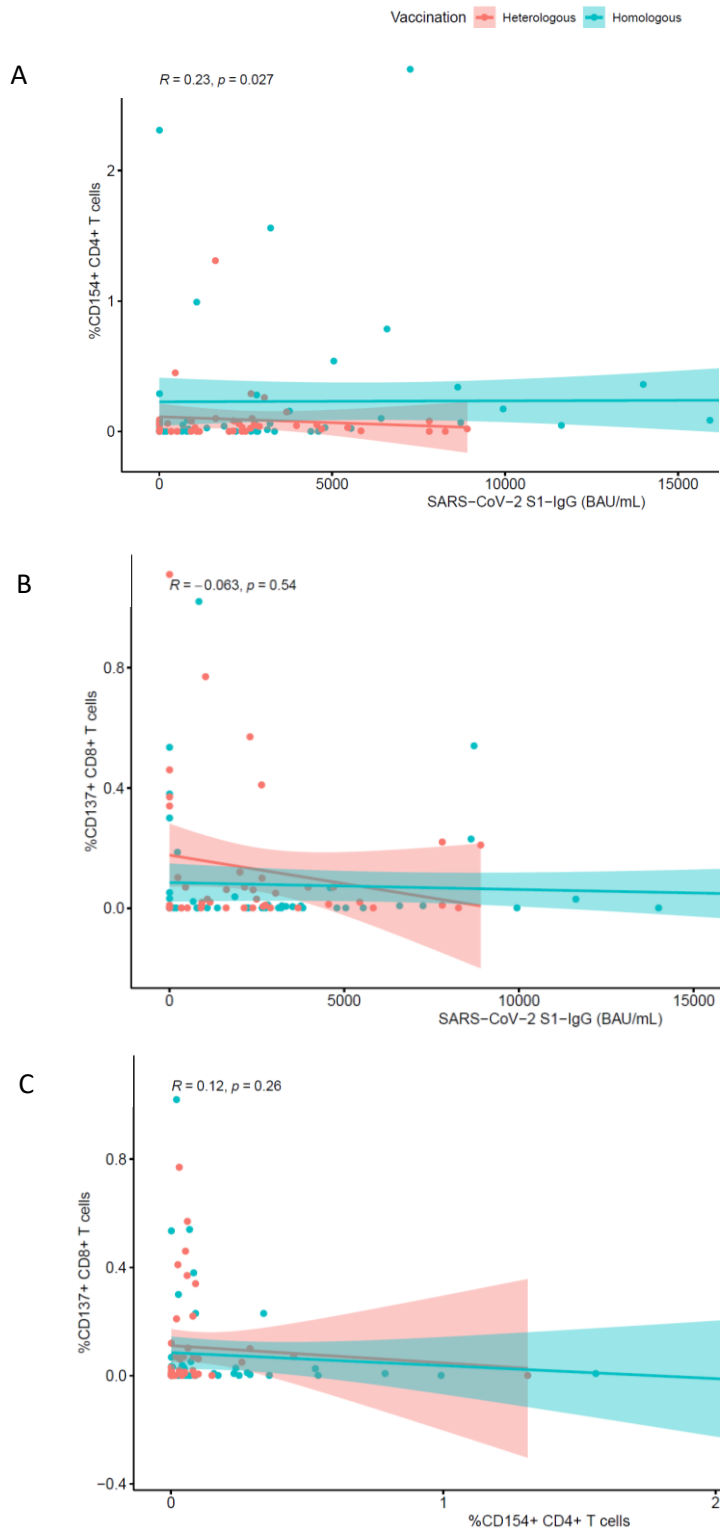 Vaccination Heterologous Homologous
A
R = 0.23, p = 0.027
%CD154+ CD4+ T cells
2
1
0
0 5000 10000 15000
SARS−CoV−2 S1−IgG (BAU/mL)
B
R = −0.063, p = 0.54
%CD137+ CD8+ T cells
0.8
0.4
0.0
0 5000 10000 15000
SARS−CoV−2 S1−IgG (BAU/mL)
C
R = 0.12, p = 0.26
%CD137+ CD8+ T cells
0.8
0.4
0.0
−0.4
0 1 2
%CD154+ CD4+ T cells